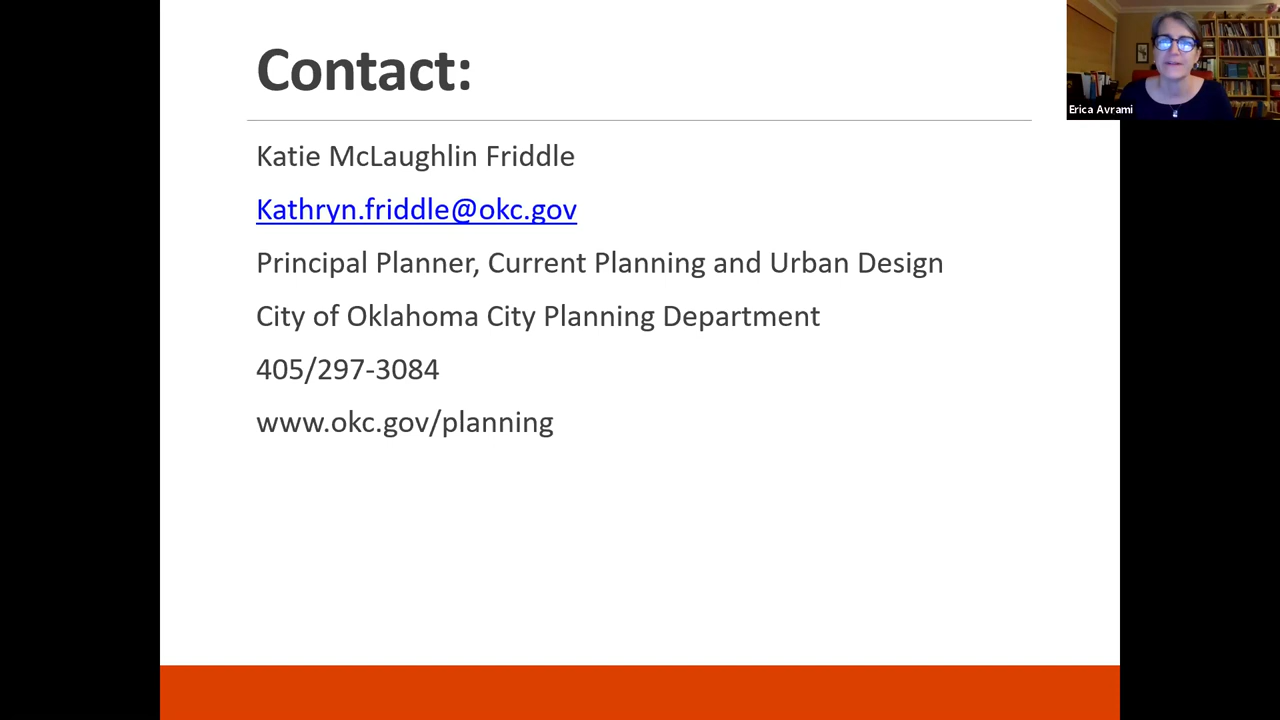 Contact:
Katie McLaughlin Friddle
Kathryn.friddle@okc.gov
Principal Planner, Current Planning and Urban Design
City of Oklahoma City Planning Department
405/297-3084
www.okc.gov/planning
Erica Avrami